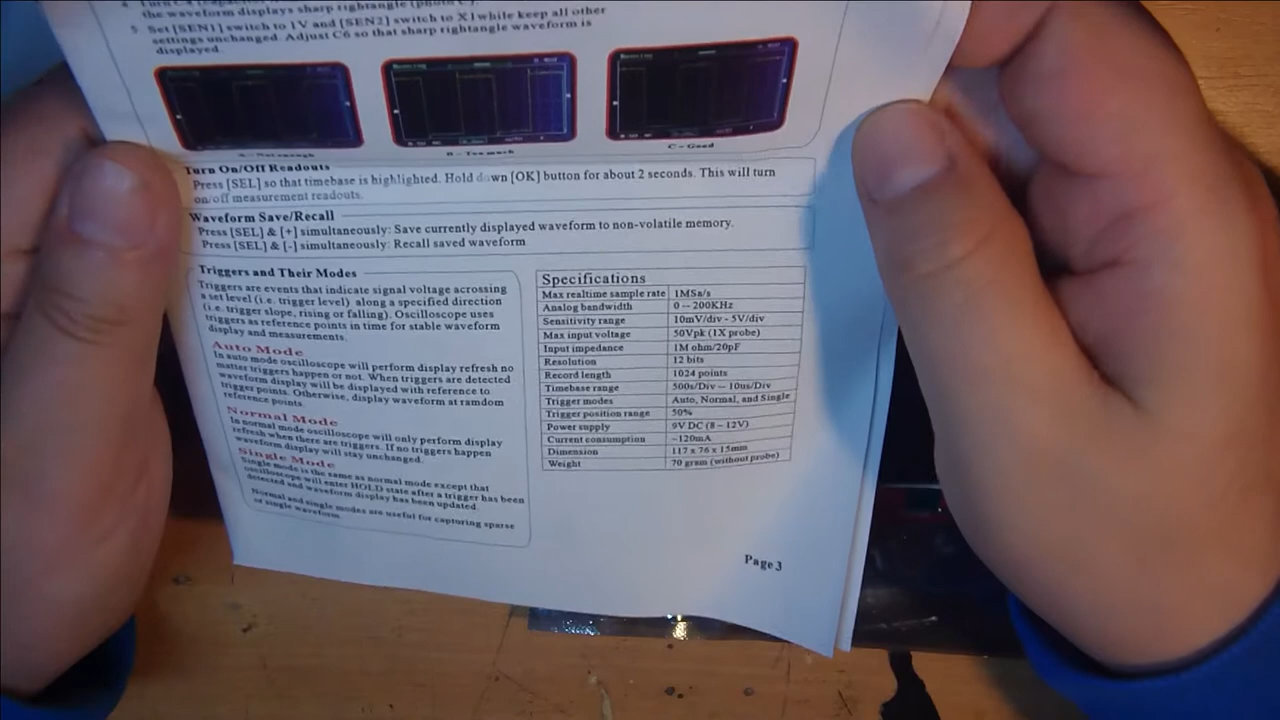 the waveform displays sharp rightangle (photo C).
5 Set [SEN1] switch to 1V and [SEN2] switch to X1 while keep all other
settings unchanged. Adjust C6 so that sharp rightangle waveform is
displayed.
A - Not enough
B - Too much
C - Good
Turn On/Off Readouts
Press [SEL] so that timebase is highlighted. Hold down [OK] button for about 2 seconds. This will turn
on/off measurement readouts.
Waveform Save/Recall
Press [SEL] & [+] simultaneously: Save currently displayed waveform to non-volatile memory.
Press [SEL] & [-] simultaneously: Recall saved waveform
Triggers and Their Modes
Triggers are events that indicate signal voltage acrossing
a set level (i.e. trigger level) along a specified direction
(i.e. trigger slope, rising or falling). Oscilloscope uses
triggers as reference points in time for stable waveform
display and measurements.
Auto Mode
In auto mode oscilloscope will perform display refresh no
matter triggers happen or not. When triggers are detected
waveform display will be displayed with reference to
trigger points. Otherwise, display waveform at ramdom
reference points.
Normal Mode
In normal mode oscilloscope will only perform display
refresh when there are triggers. If no triggers happen
waveform display will stay unchanged.
Single Mode
Single mode is the same as normal mode except that
oscilloscope will enter HOLD state after a trigger has been
detected and waveform display has been updated.
Normal and single modes are useful for capturing sparse
or single waveform.
Specifications
Max realtime sample rate 1MSa/s
Analog bandwidth 0 -- 200KHz
Sensitivity range 10mV/div - 5V/div
Max input voltage 50Vpk (1X probe)
Input impedance 1M ohm/20pF
Resolution 12 bits
Record length 1024 points
Timebase range 500s/Div -- 10us/Div
Trigger modes Auto, Normal, and Single
Trigger position range 50%
Power supply 9V DC (8 – 12V)
Current consumption ~120mA
Dimension 117 x 76 x 15mm
Weight 70 gram (without probe)
Page 3